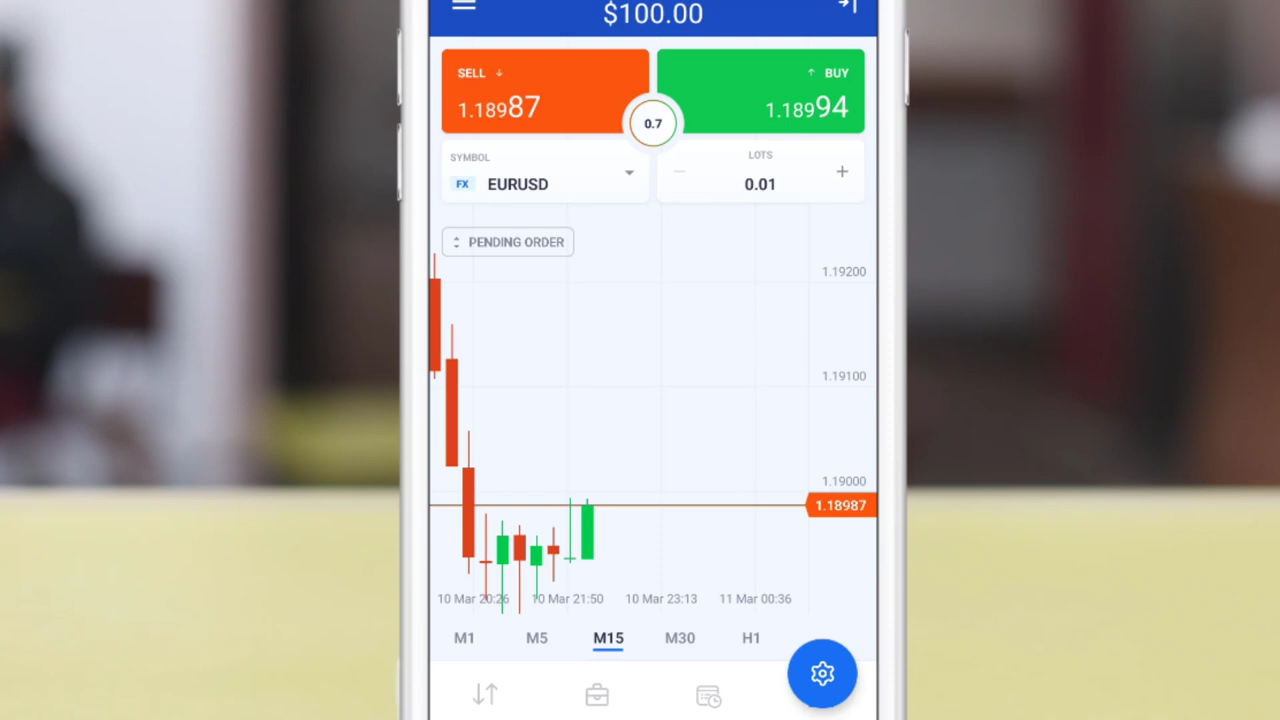 $100.00
SELL ↓
↑ BUY
1.18987
1.18994
0.7
SYMBOL
FX EURUSD
LOTS
− 0.01 +
PENDING ORDER
1.19200
1.19100
1.19000
1.18987
10 Mar 20:26 10 Mar 21:50 10 Mar 23:13 11 Mar 00:36
M1 M5 M15 M30 H1